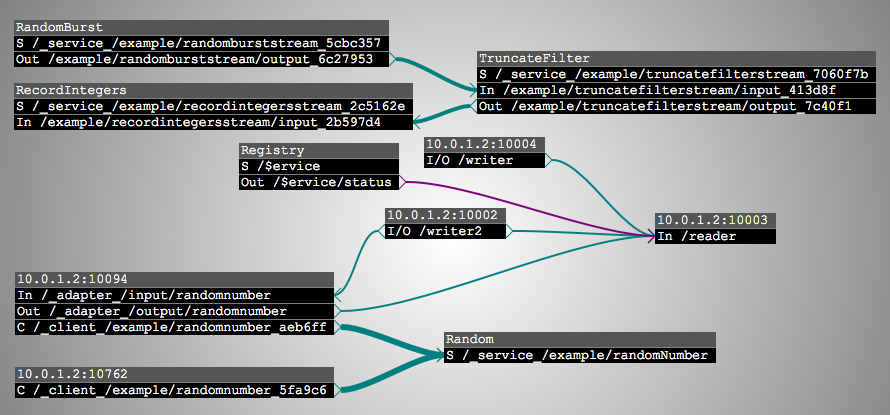 RandomBurst
S /_service_/example/randomburststream_5cbc357
Out /example/randomburststream/output_6c27953
TruncateFilter
S /_service_/example/truncatefilterstream_7060f7b
In /example/truncatefilterstream/input_413d8f
Out /example/truncatefilterstream/output_7c40f1
RecordIntegers
S /_service_/example/recordintegersstream_2c5162e
In /example/recordintegersstream/input_2b597d4
10.0.1.2:10004
I/O /writer
Registry
S /$ervice
Out /$ervice/status
10.0.1.2:10002
I/O /writer2
10.0.1.2:10003
In /reader
10.0.1.2:10094
In /_adapter_/input/randomnumber
Out /_adapter_/output/randomnumber
C /_client_/example/randomnumber_aeb6ff
Random
S /_service_/example/randomNumber
10.0.1.2:10762
C /_client_/example/randomnumber_5fa9c6